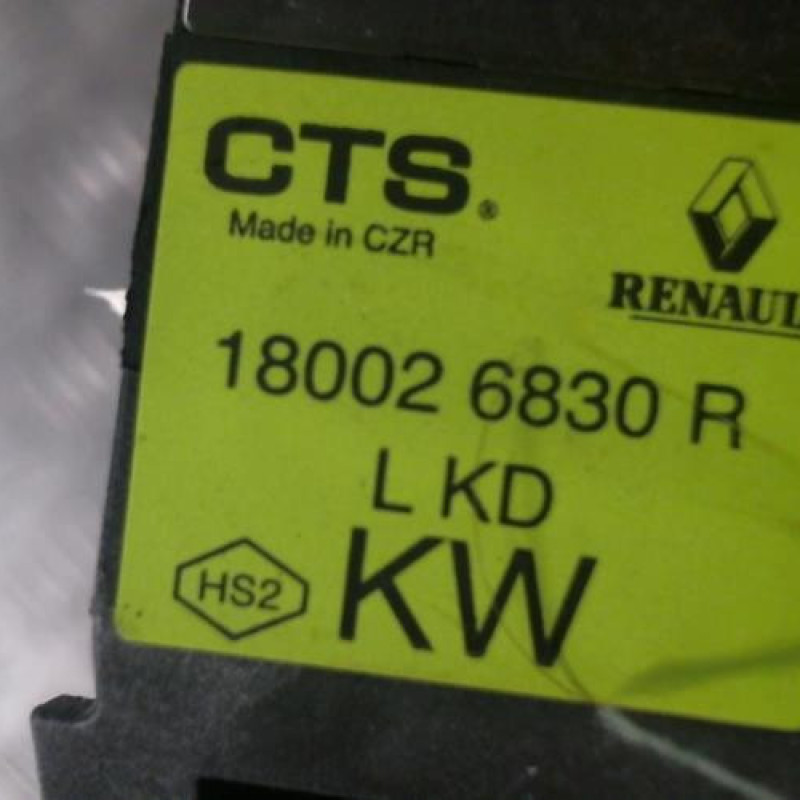 CTS®
Made in CZR
RENAUL
18002 6830 R
L KD
HS2 KW